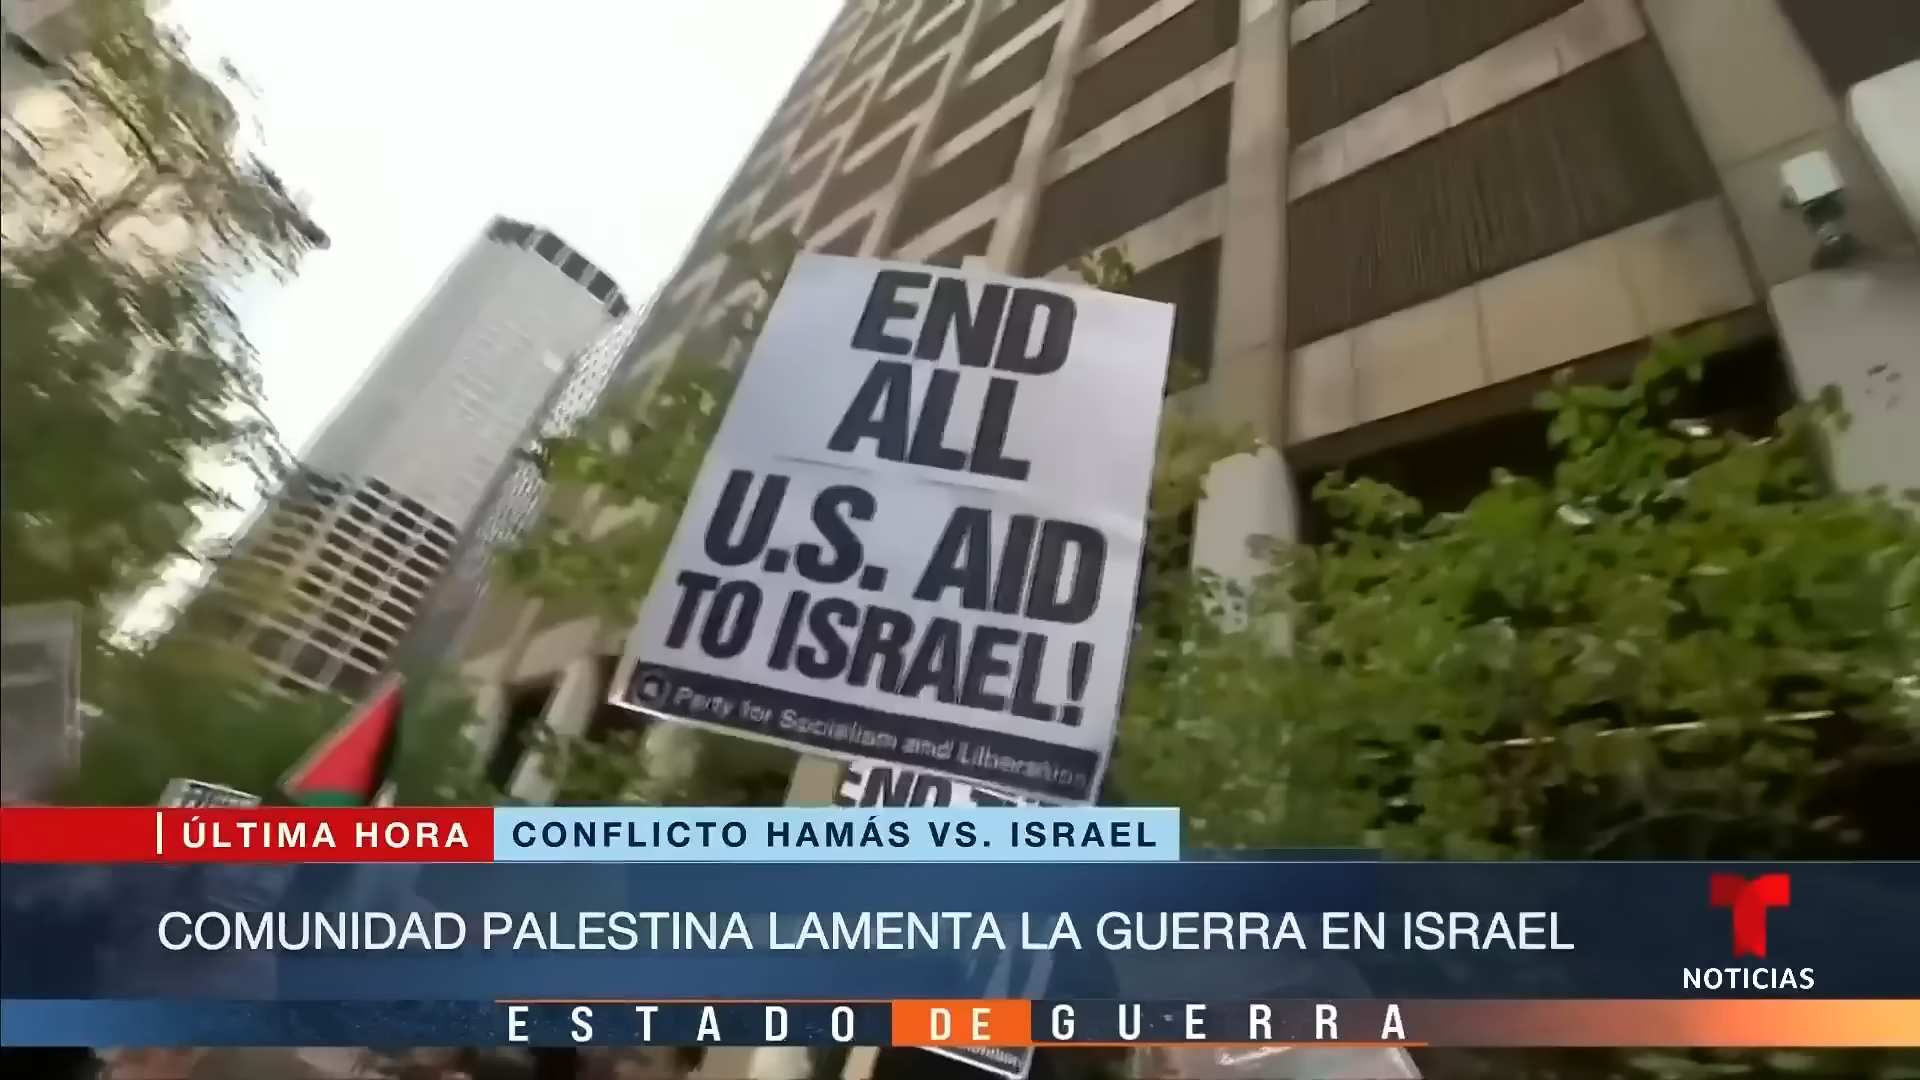 END
ALL
U.S. AID
TO ISRAEL!
Party for Socialism and Liberation
END
ÚLTIMA HORA
CONFLICTO HAMÁS VS. ISRAEL
COMUNIDAD PALESTINA LAMENTA LA GUERRA EN ISRAEL
NOTICIAS
ESTADO DE GUERRA